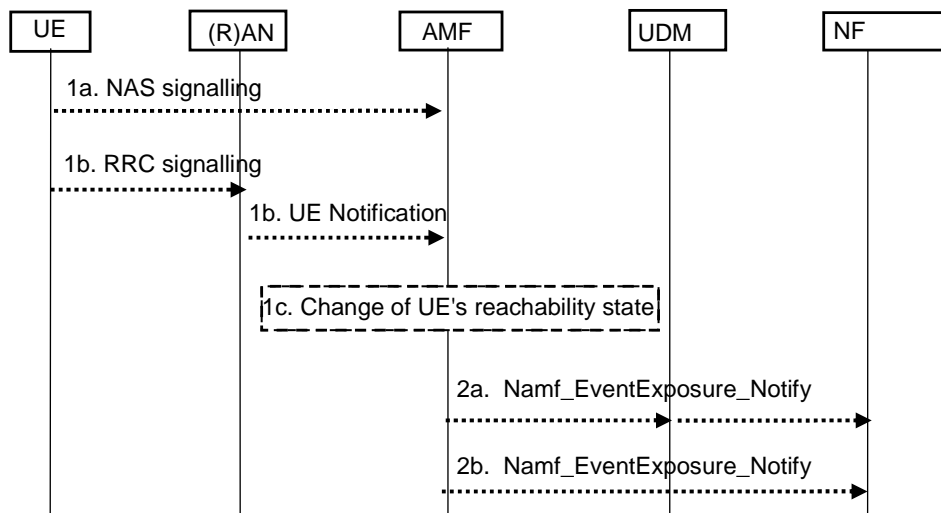 UE (R)AN AMF UDM NF
1a. NAS signalling
1b. RRC signalling
1b. UE Notification
1c. Change of UE's reachability state
2a. Namf_EventExposure_Notify
2b. Namf_EventExposure_Notify